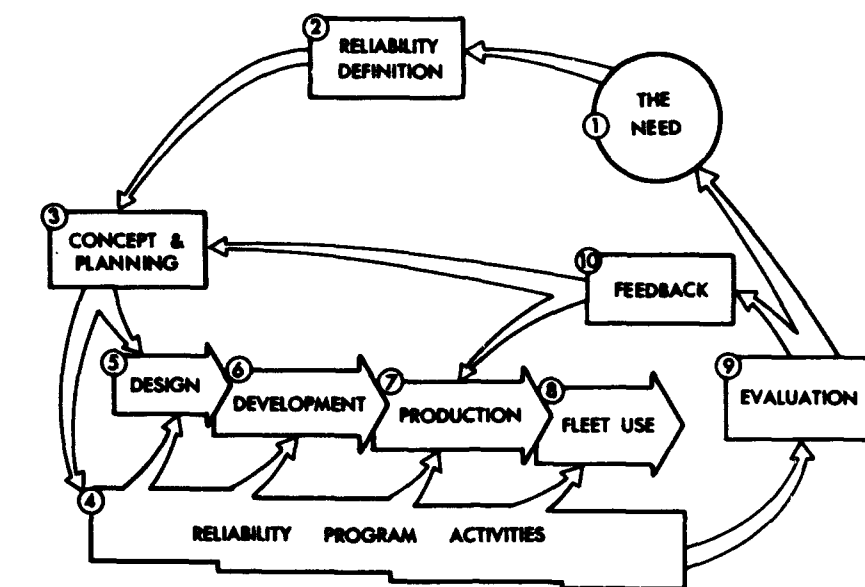 2
RELIABILITY
DEFINITION
THE
NEED
1
3
CONCEPT &
PLANNING
10
FEEDBACK
5
DESIGN
6
DEVELOPMENT
7
PRODUCTION
8
FLEET USE
9
EVALUATION
4
RELIABILITY PROGRAM ACTIVITIES